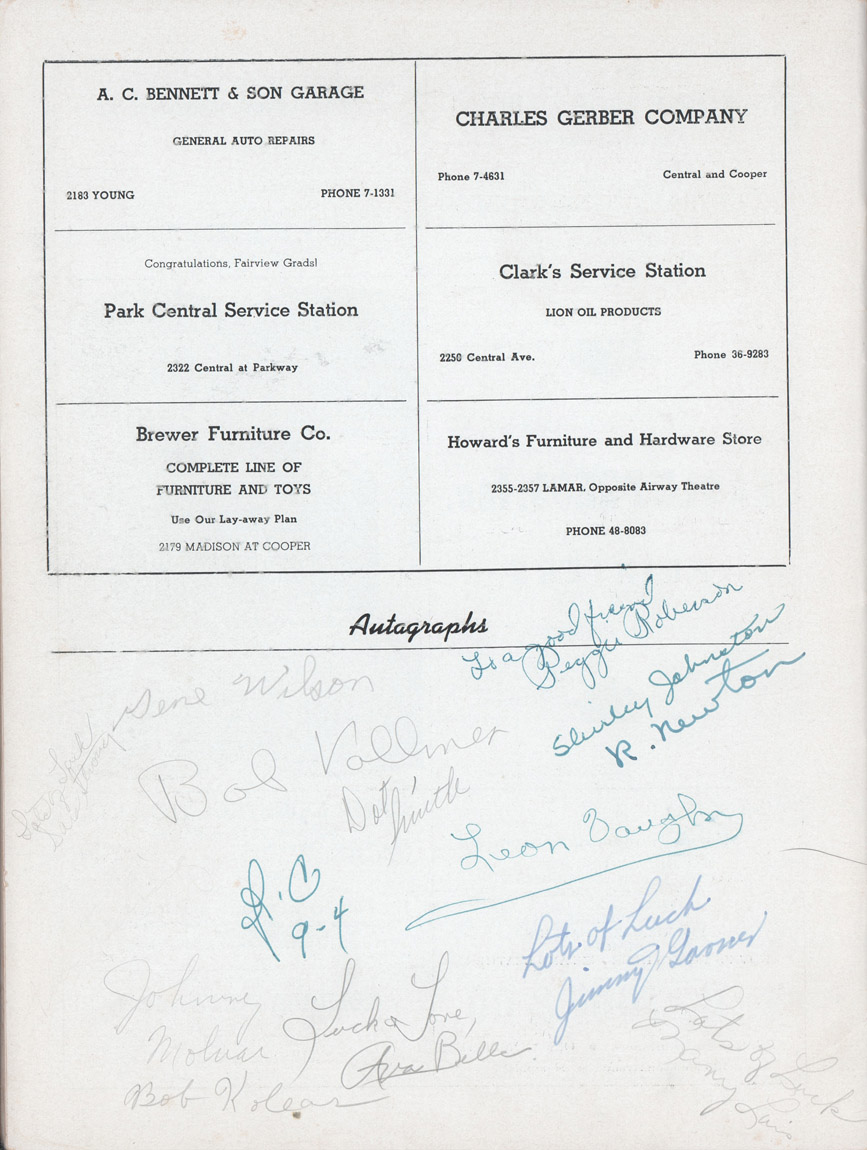 A. C. BENNETT & SON GARAGE
GENERAL AUTO REPAIRS
2183 YOUNG PHONE 7-1331
Congratulations, Fairview Grads!
Park Central Service Station
2322 Central at Parkway
Brewer Furniture Co.
COMPLETE LINE OF
FURNITURE AND TOYS
Use Our Lay-away Plan
2179 MADISON AT COOPER
CHARLES GERBER COMPANY
Phone 7-4631 Central and Cooper
Clark's Service Station
LION OIL PRODUCTS
2250 Central Ave. Phone 36-9283
Howard's Furniture and Hardware Store
2355-2357 LAMAR, Opposite Airway Theatre
PHONE 48-8083
Autagraphs
To a good friend
Peggy Roberson
Shirley Johnston
R. Newton
Gene Wilson
Bob Vollmer
Dot Smith
Leon Vaughn
9-4
Lots of Luck
Jimmy
Johnny
Molnar
Luck & Love,
Ava Belle
Bob
Lots of Luck